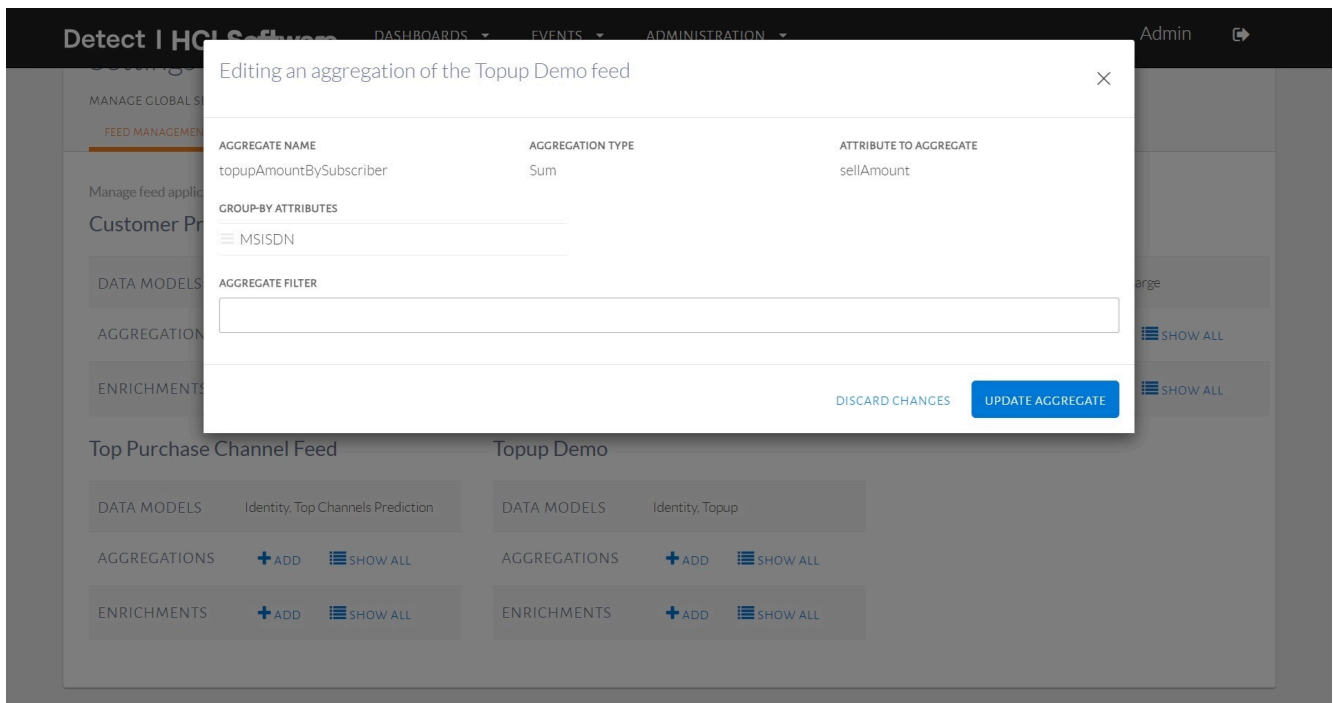 Detect | HCLSoftware DASHBOARDS EVENTS ADMINISTRATION Admin
Settings
Editing an aggregation of the Topup Demo feed
MANAGE GLOBAL
FEED MANAGEMEN
AGGREGATE NAME AGGREGATION TYPE ATTRIBUTE TO AGGREGATE
topupAmountBySubscriber Sum sellAmount
Manage feed applic
GROUP-BY ATTRIBUTES
Customer Pr
MSISDN
DATA MODELS AGGREGATE FILTER arge
AGGREGATION SHOW ALL
ENRICHMENTS SHOW ALL
DISCARD CHANGES UPDATE AGGREGATE
Top Purchase Channel Feed Topup Demo
DATA MODELS Identity, Top Channels Prediction DATA MODELS Identity, Topup
AGGREGATIONS ADD SHOW ALL AGGREGATIONS ADD SHOW ALL
ENRICHMENTS ADD SHOW ALL ENRICHMENTS ADD SHOW ALL